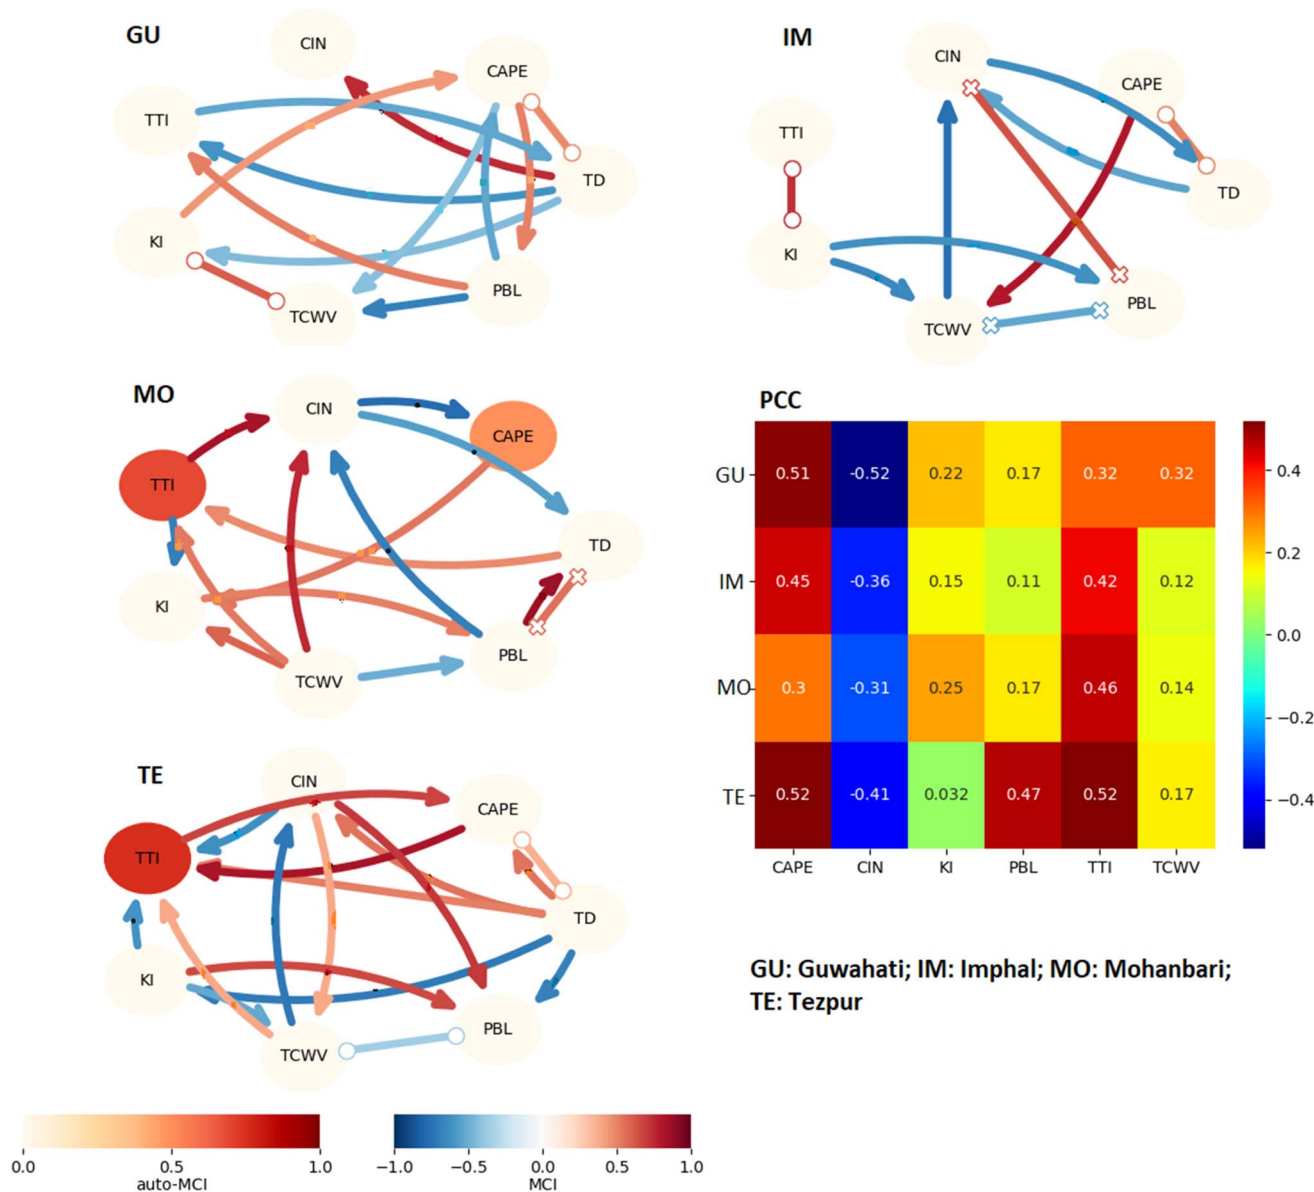 GU
CIN
CAPE
TTI
TD
KI
PBL
TCWV
IM
CIN
CAPE
TTI
TD
KI
PBL
TCWV
MO
CIN
CAPE
TTI
TD
KI
PBL
TCWV
PCC
GU 0.51 -0.52 0.22 0.17 0.32 0.32
IM 0.45 -0.36 0.15 0.11 0.42 0.12
MO 0.3 -0.31 0.25 0.17 0.46 0.14
TE 0.52 -0.41 0.032 0.47 0.52 0.17
CAPE CIN KI PBL TTI TCWV
0.4
0.2
0.0
−0.2
−0.4
TE
CIN
CAPE
TTI
TD
KI
PBL
TCWV
GU: Guwahati; IM: Imphal; MO: Mohanbari;
TE: Tezpur
0.0 0.5 1.0
auto-MCI
−1.0 −0.5 0.0 0.5 1.0
MCI